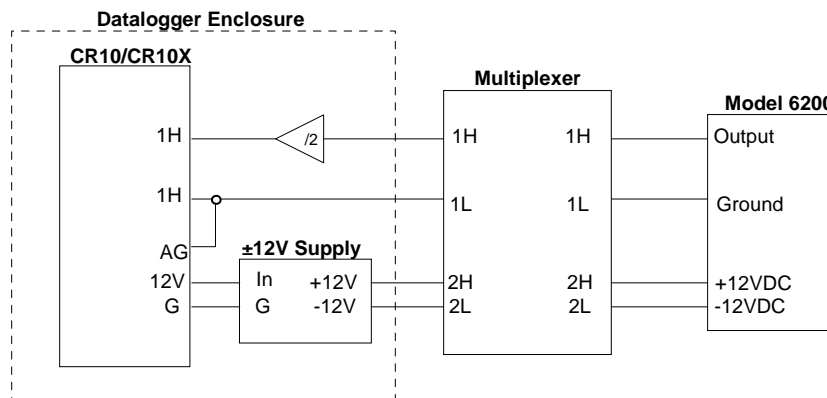 Datalogger Enclosure
CR10/CR10X
Multiplexer
Model 6200
1H
/2
1H
1H
Output
1H
1L
1L
Ground
AG
±12V Supply
12V
In
+12V
2H
2H
+12VDC
G
G
-12V
2L
2L
-12VDC